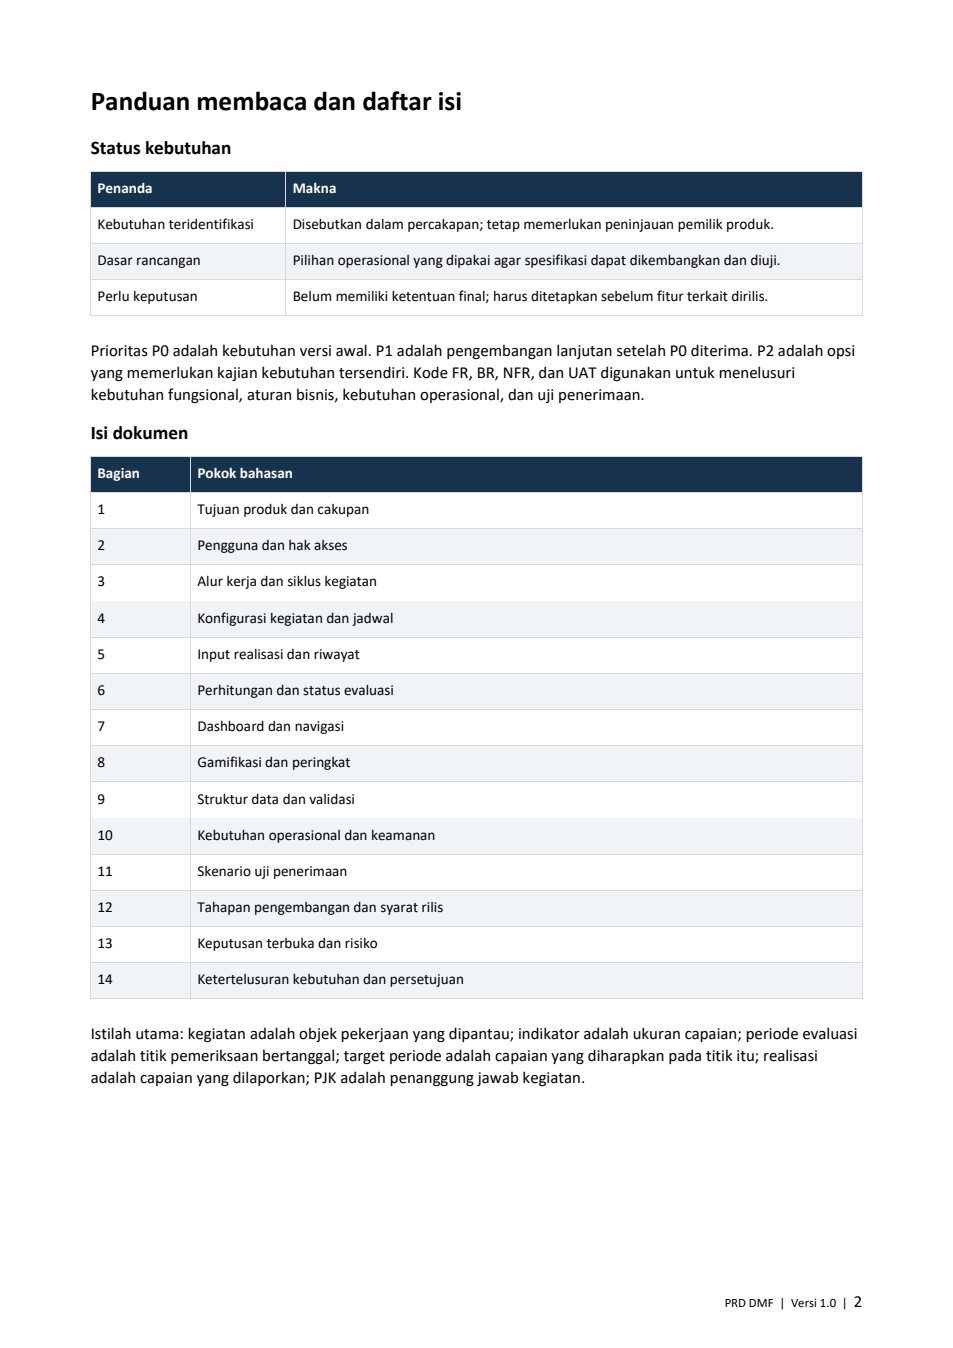 Panduan membaca dan daftar isi
Status kebutuhan
Penanda Makna
Kebutuhan teridentifikasi Disebutkan dalam percakapan; tetap memerlukan peninjauan pemilik produk.
Dasar rancangan Pilihan operasional yang dipakai agar spesifikasi dapat dikembangkan dan diuji.
Perlu keputusan Belum memiliki ketentuan final; harus ditetapkan sebelum fitur terkait dirilis.
Prioritas P0 adalah kebutuhan versi awal. P1 adalah pengembangan lanjutan setelah P0 diterima. P2 adalah opsi
yang memerlukan kajian kebutuhan tersendiri. Kode FR, BR, NFR, dan UAT digunakan untuk menelusuri
kebutuhan fungsional, aturan bisnis, kebutuhan operasional, dan uji penerimaan.
Isi dokumen
Bagian Pokok bahasan
1 Tujuan produk dan cakupan
2 Pengguna dan hak akses
3 Alur kerja dan siklus kegiatan
4 Konfigurasi kegiatan dan jadwal
5 Input realisasi dan riwayat
6 Perhitungan dan status evaluasi
7 Dashboard dan navigasi
8 Gamifikasi dan peringkat
9 Struktur data dan validasi
10 Kebutuhan operasional dan keamanan
11 Skenario uji penerimaan
12 Tahapan pengembangan dan syarat rilis
13 Keputusan terbuka dan risiko
14 Ketertelusuran kebutuhan dan persetujuan
Istilah utama: kegiatan adalah objek pekerjaan yang dipantau; indikator adalah ukuran capaian; periode evaluasi
adalah titik pemeriksaan bertanggal; target periode adalah capaian yang diharapkan pada titik itu; realisasi
adalah capaian yang dilaporkan; PJK adalah penanggung jawab kegiatan.
PRD DMF | Versi 1.0 | 2